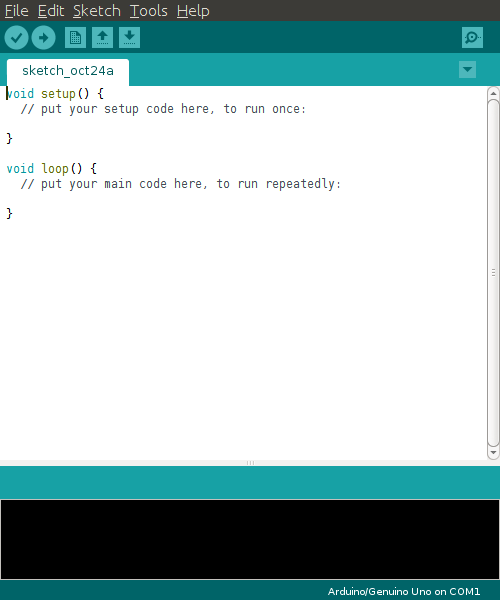 File Edit Sketch Tools Help
sketch_oct24a
void setup() {
// put your setup code here, to run once:
}
void loop() {
// put your main code here, to run repeatedly:
}
Arduino/Genuino Uno on COM1